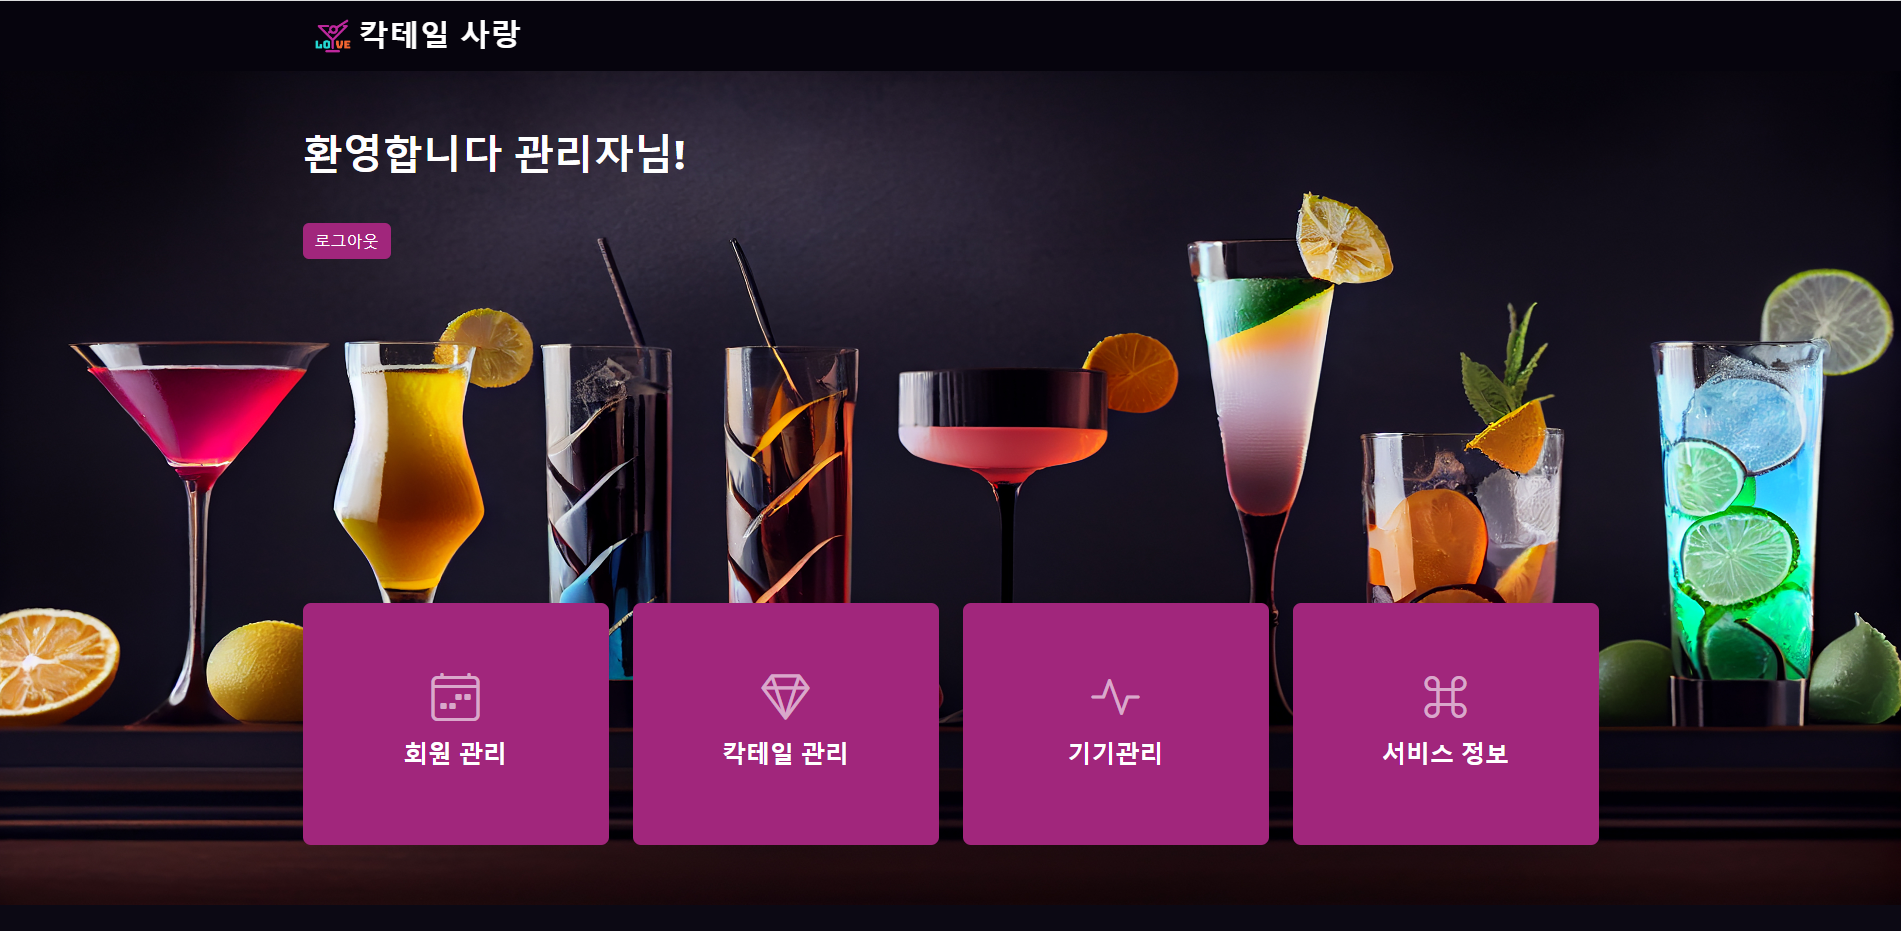 LOVE
칵테일 사랑
환영합니다 관리자님!
로그아웃
회원 관리
칵테일 관리
기기관리
서비스 정보